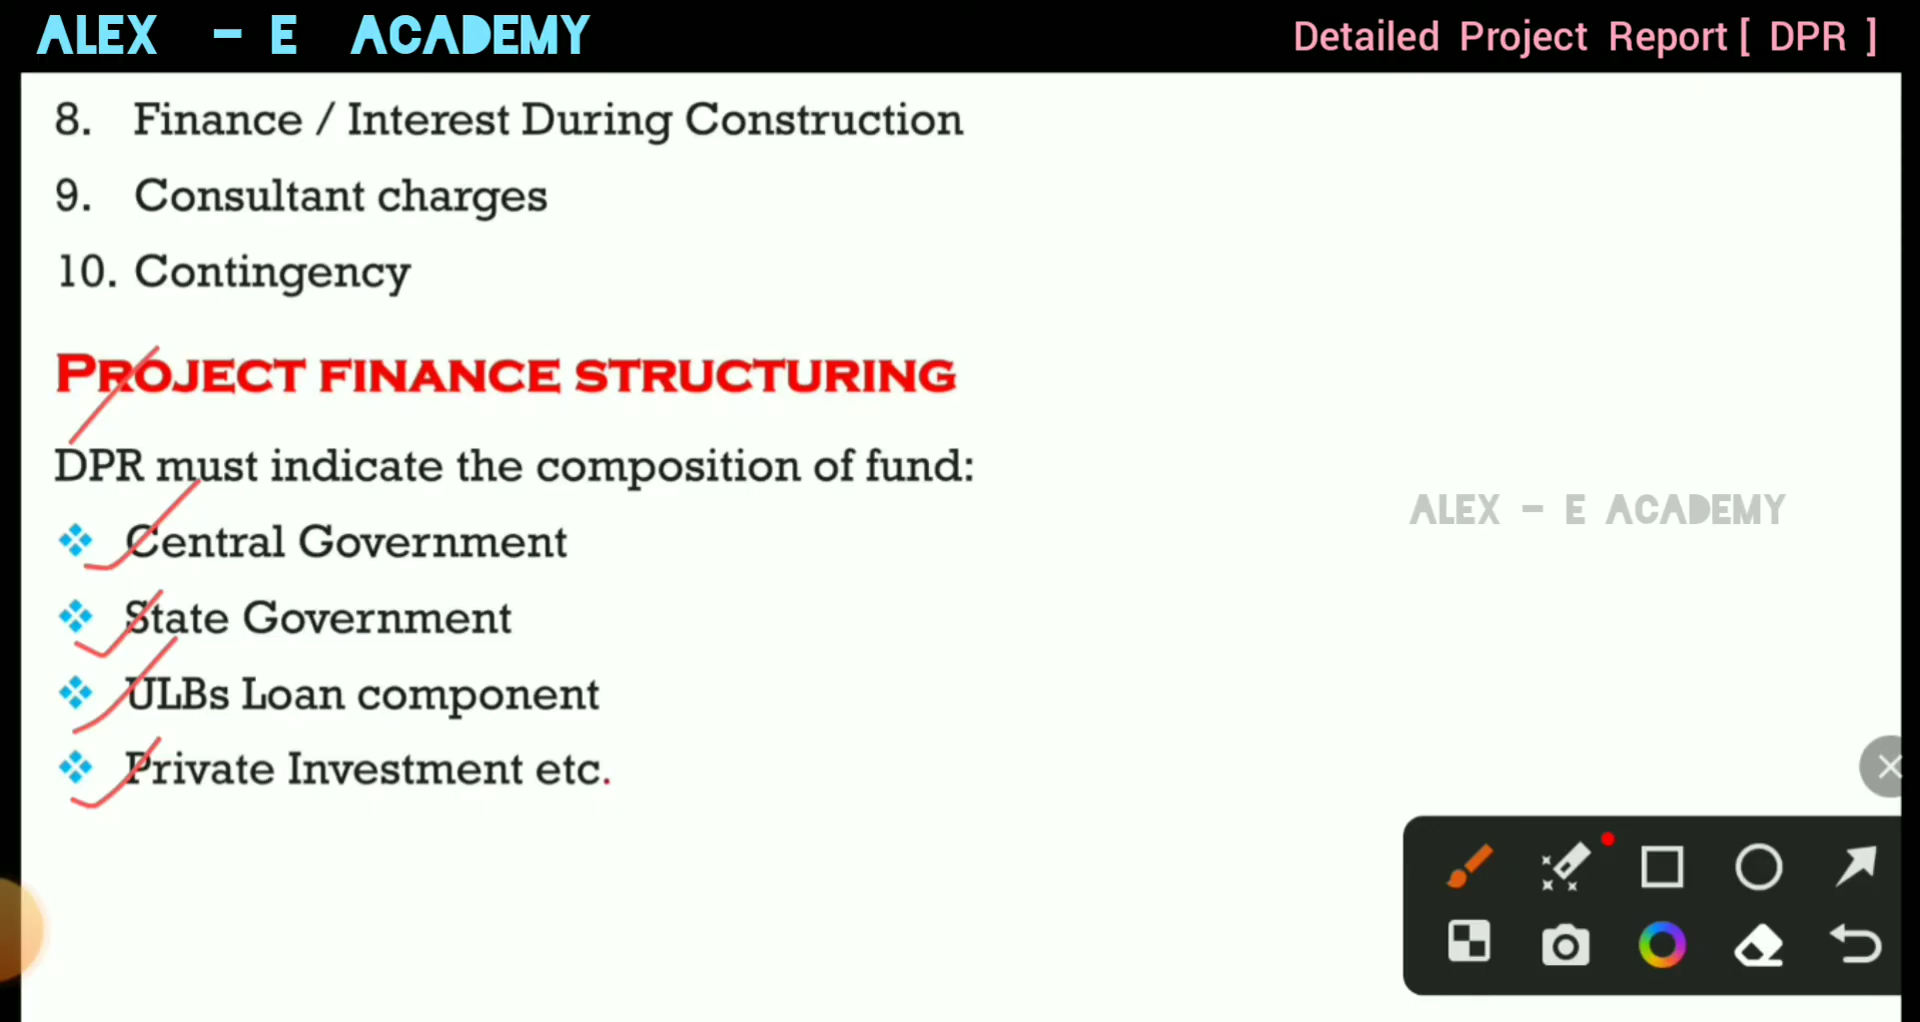 ALEX - E ACADEMY
Detailed Project Report [ DPR ]
8. Finance / Interest During Construction
9. Consultant charges
10. Contingency
PROJECT FINANCE STRUCTURING
DPR must indicate the composition of fund:
❖ Central Government
ALEX - E ACADEMY
❖ State Government
❖ ULBs Loan component
❖ Private Investment etc.